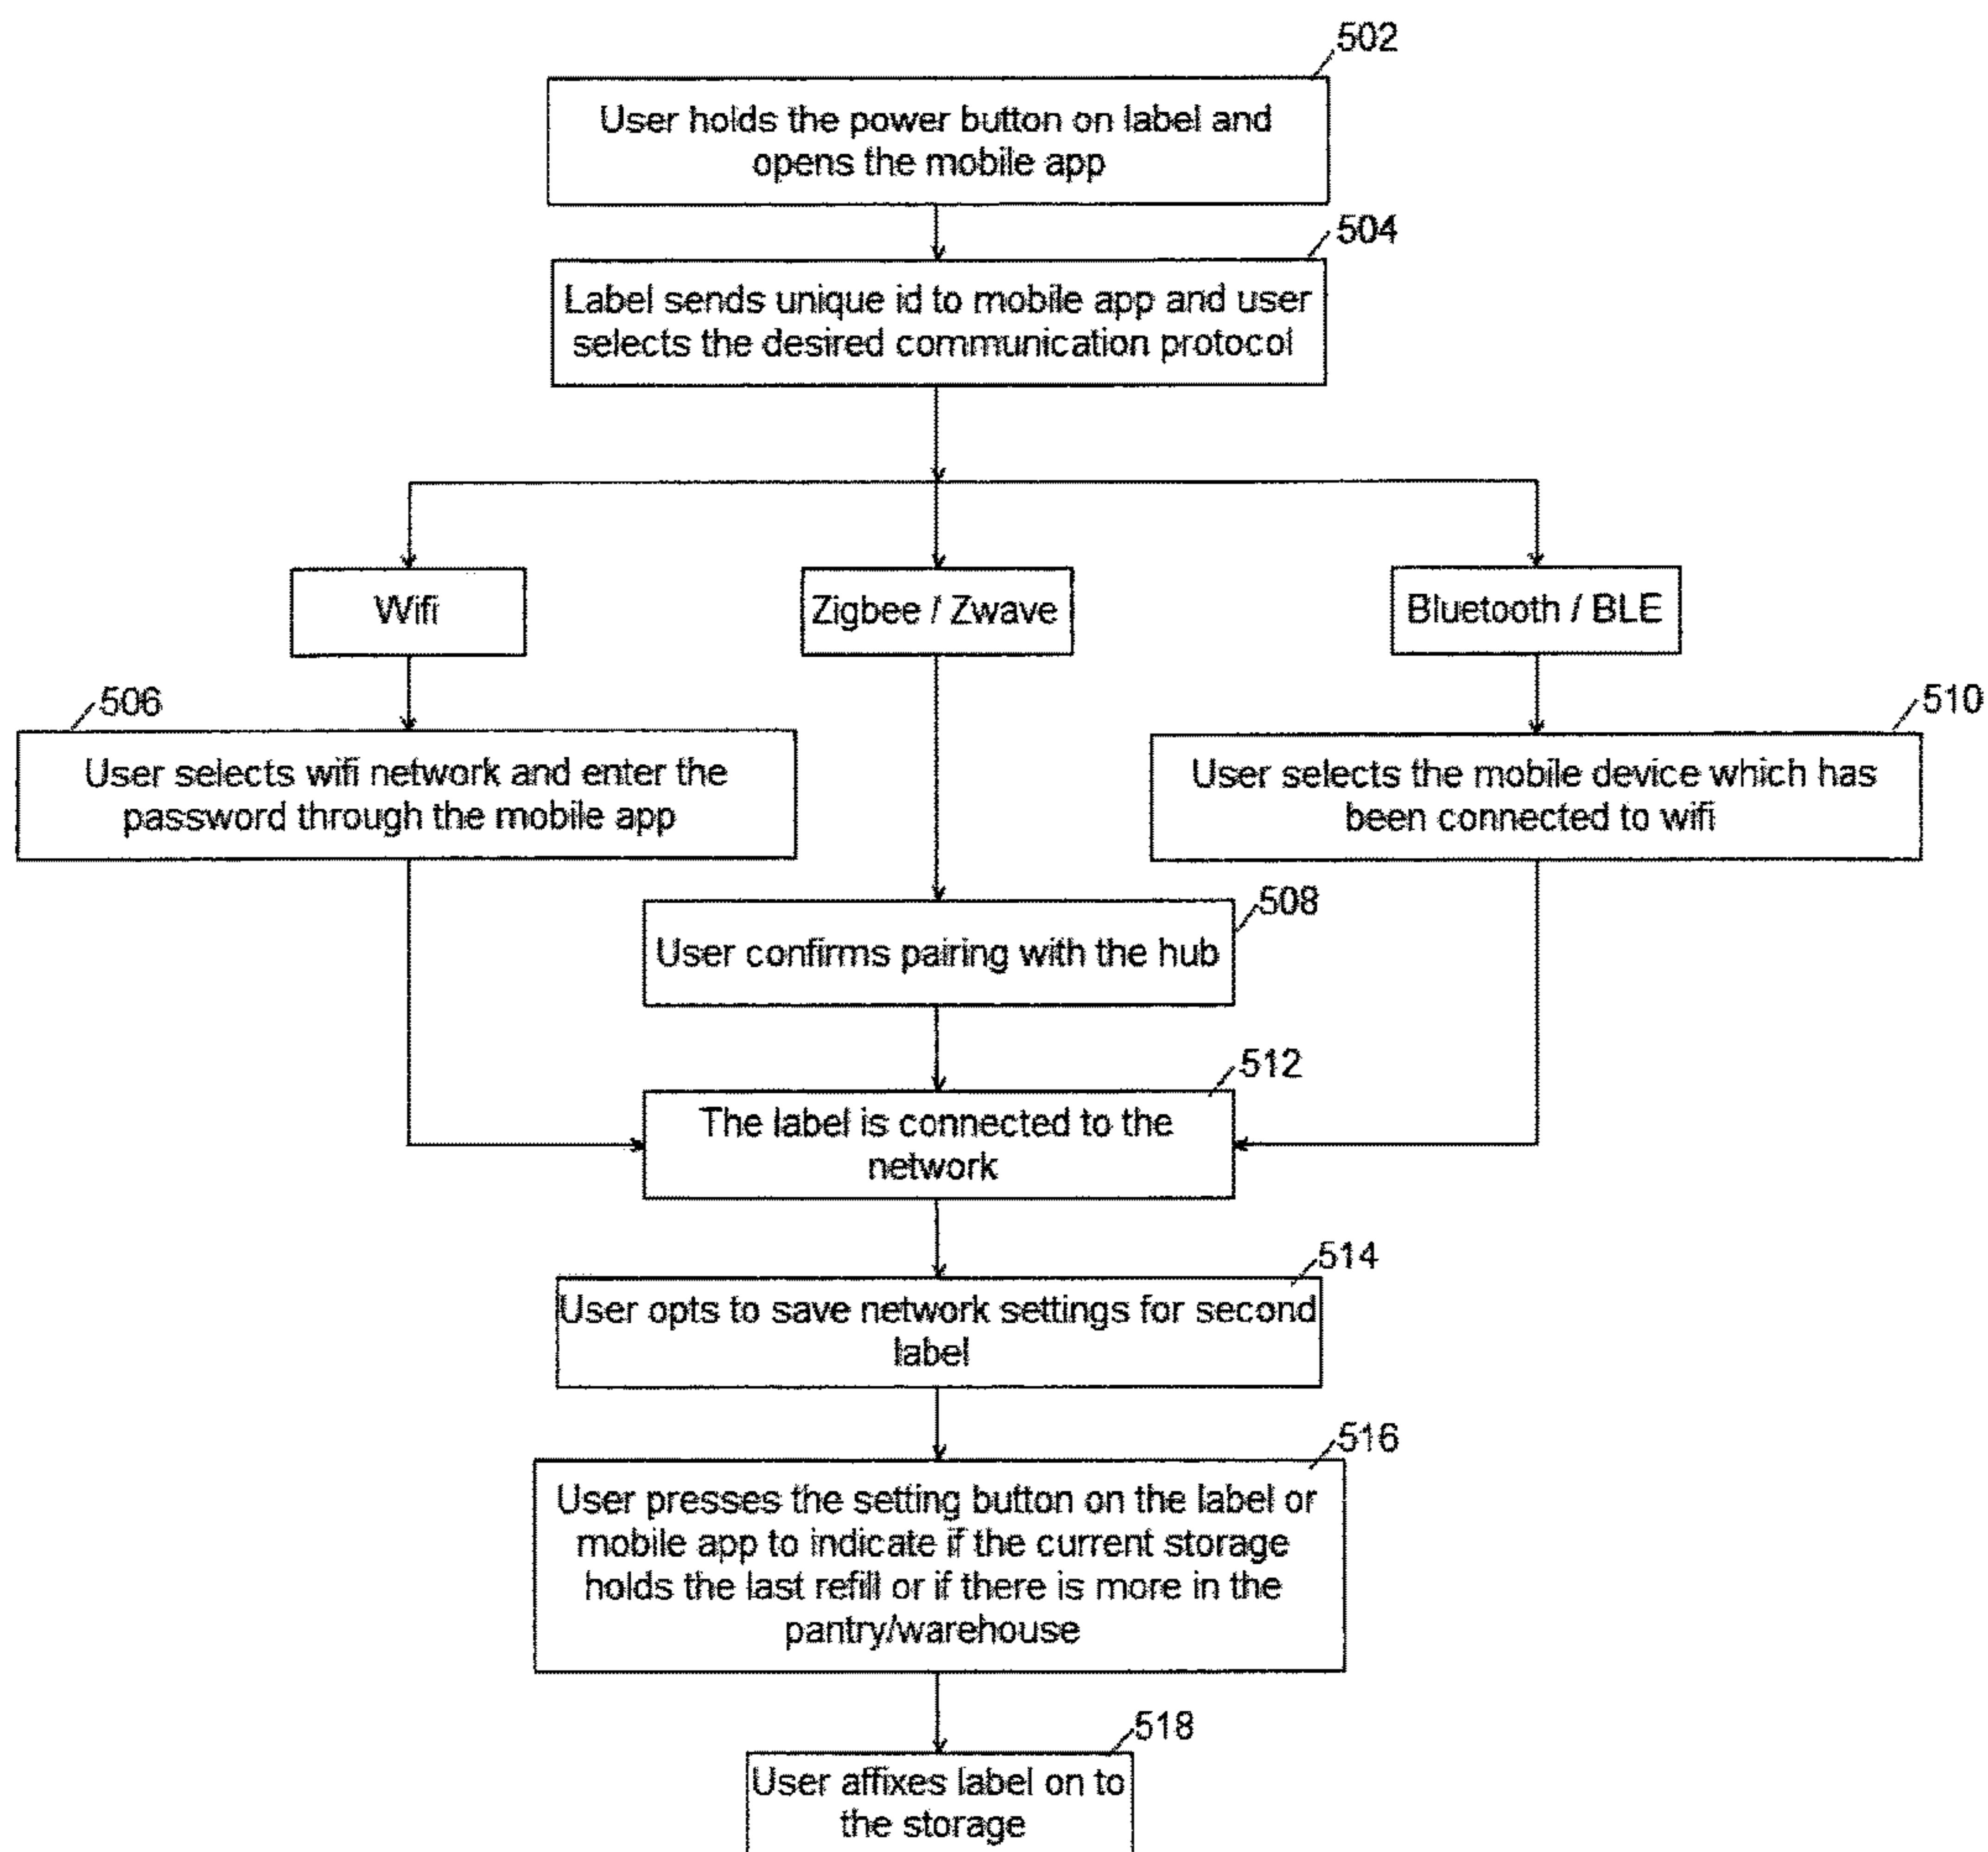 502
User holds the power button on label and
opens the mobile app
504
Label sends unique id to mobile app and user
selects the desired communication protocol
Wifi
Zigbee / Zwave
Bluetooth / BLE
506
User selects wifi network and enter the
password through the mobile app
510
User selects the mobile device which has
been connected to wifi
508
User confirms pairing with the hub
512
The label is connected to the
network
514
User opts to save network settings for second
label
516
User presses the setting button on the label or
mobile app to indicate if the current storage
holds the last refill or if there is more in the
pantry/warehouse
518
User affixes label on to
the storage